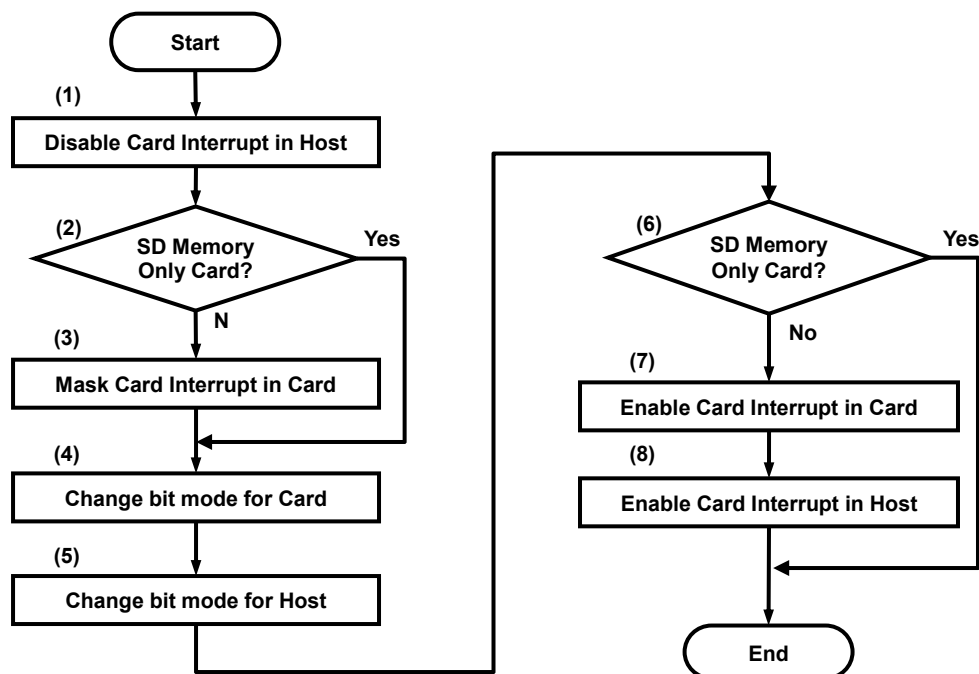 Start
(1)
Disable Card Interrupt in Host
(2)
SD Memory
Only Card?
Yes
N
(3)
Mask Card Interrupt in Card
(4)
Change bit mode for Card
(5)
Change bit mode for Host
(6)
SD Memory
Only Card?
Yes
No
(7)
Enable Card Interrupt in Card
(8)
Enable Card Interrupt in Host
End